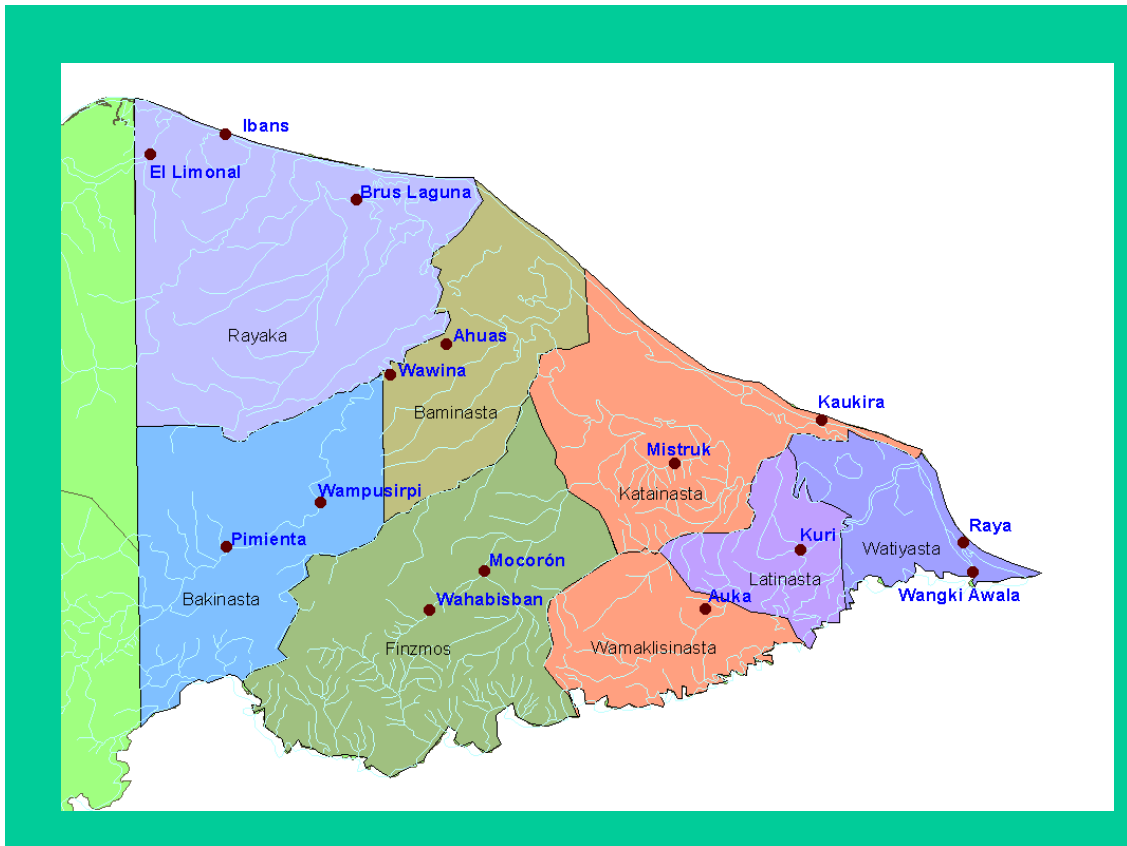 Ibans
El Limonal
Brus Laguna
Rayaka
Ahuas
Wawina
Baminasta
Kaukira
Mistruk
Katainasta
Wampusirpi
Raya
Pimienta
Kuri
Watiyasta
Mocorón
Latinasta
Wangki Awala
Bakinasta
Wahabisban
Auka
Finzmos
Wamaklisinasta